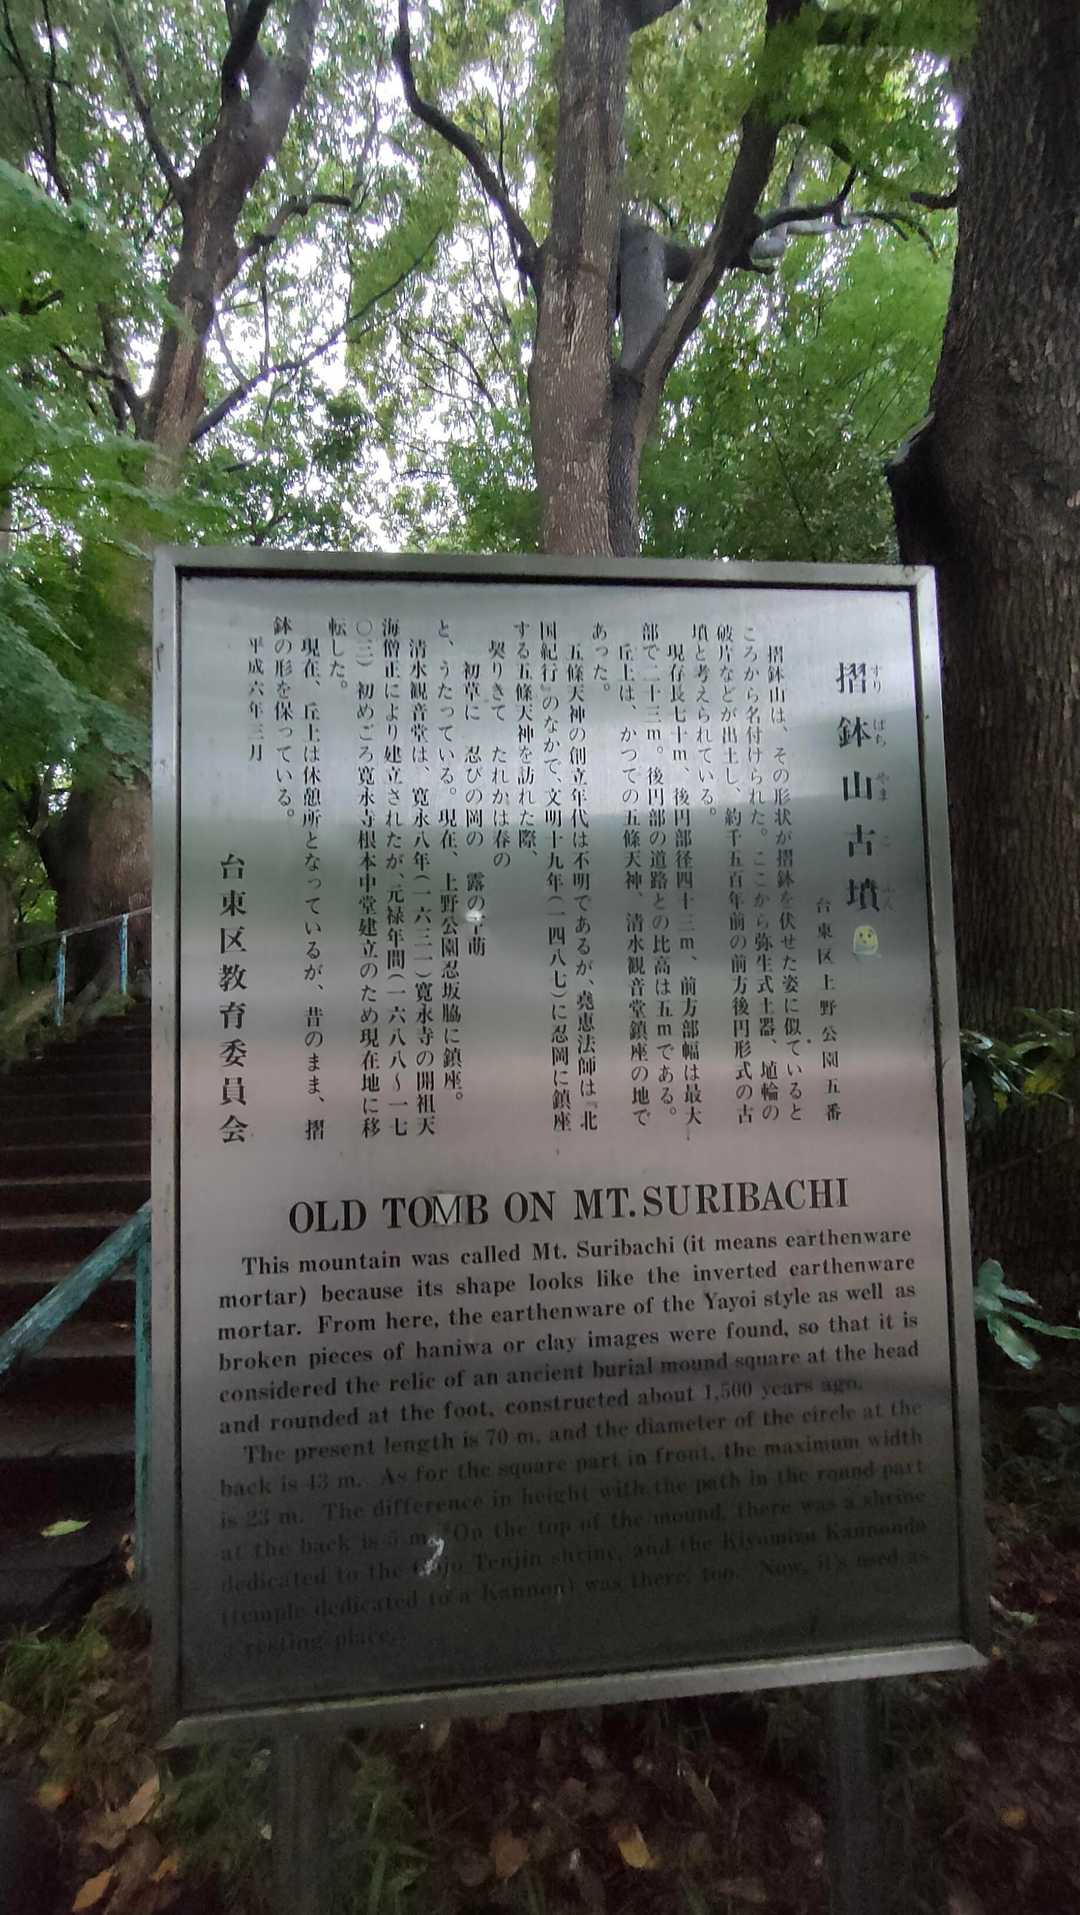 摺鉢山古墳
すり ばち やま こ ふん
台東区上野公園五番
摺鉢山は、その形状が摺鉢を伏せた姿に似ていると
ころから名付けられた。ここから弥生式土器、埴輪の
破片などが出土し、約千五百年前の前方後円形式の古
墳と考えられている。
現存長七十m、後円部径四十三m、前方部幅は最大
部で二十三m。後円部の道路との比高は五mである。
丘上は、かつての五條天神、清水観音堂鎮座の地で
あった。
五條天神の創立年代は不明であるが、堯恵法師は『北
国紀行』のなかで、文明十九年(一四八七)に忍岡に鎮座
する五條天神を訪れた際、
契りきて たれかは春の
初草に 忍びの岡の 露の 萌
と、うたっている。現在、上野公園忍坂脇に鎮座。
清水観音堂は、寛永八年(一六三一)寛永寺の開祖天
海僧正により建立されたが、元禄年間(一六八八〜一七
〇三)初めごろ寛永寺根本中堂建立のため現在地に移
転した。
現在、丘上は休憩所となっているが、昔のまま、摺
鉢の形を保っている。
平成六年三月
台東区教育委員会
OLD TOMB ON MT. SURIBACHI
This mountain was called Mt. Suribachi (it means earthenware
mortar) because its shape looks like the inverted earthenware
mortar. From here, the earthenware of the Yayoi style as well as
broken pieces of haniwa or clay images were found, so that it is
considered the relic of an ancient burial mound square at the head
and rounded at the foot, constructed about 1,500 years ago.
The present length is 70 m, and the diameter of the circle at the
back is 43 m. As for the square part in front, the maximum width
is 23 m. The difference in height with the path in the round part
at the back is 5 m. On the top of the mound, there was a shrine
dedicated to the Gojo Tenjin shrine, and the Kiyomizu Kannondo
(temple dedicated to a Kannon) was there, too. Now, it's used as
a resting place.